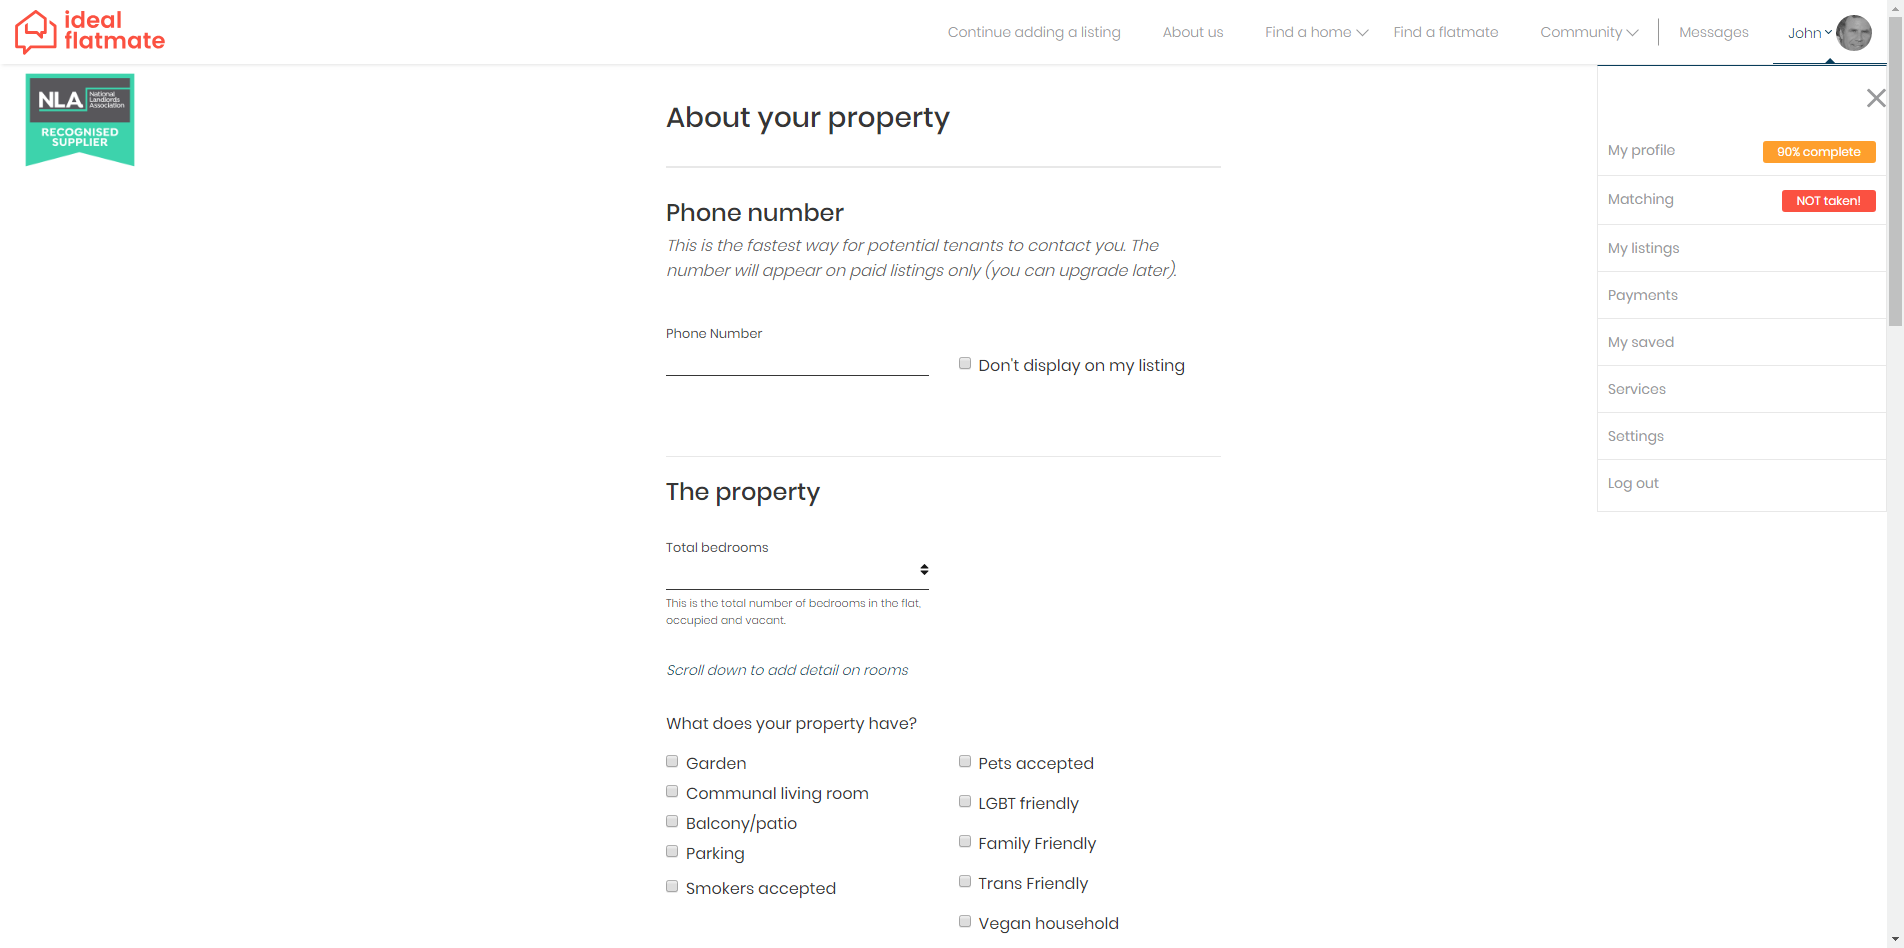 ideal
flatmate
Continue adding a listing
About us
Find a home
Find a flatmate
Community
Messages
John
NLA National Landlords Association
RECOGNISED
SUPPLIER
About your property
Phone number
This is the fastest way for potential tenants to contact you. The
number will appear on paid listings only (you can upgrade later).
Phone Number
Don't display on my listing
The property
Total bedrooms
This is the total number of bedrooms in the flat,
occupied and vacant.
Scroll down to add detail on rooms
What does your property have?
Garden
Communal living room
Balcony/patio
Parking
Smokers accepted
Pets accepted
LGBT friendly
Family Friendly
Trans Friendly
Vegan household
My profile
90% complete
Matching
NOT taken!
My listings
Payments
My saved
Services
Settings
Log out